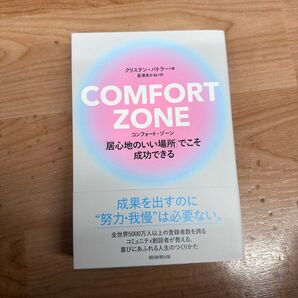 クリステン・バトラー 著
長澤あかね 訳
COMFORT
ZONE
コンフォート・ゾーン
「居心地のいい場所」でこそ
成功できる
成果を出すのに
“努力・我慢”は必要ない。
全世界5000万人以上の登録者数を誇る
コミュニティ創設者が教える、
喜びにあふれる人生のつくりかた
朝日新聞出版